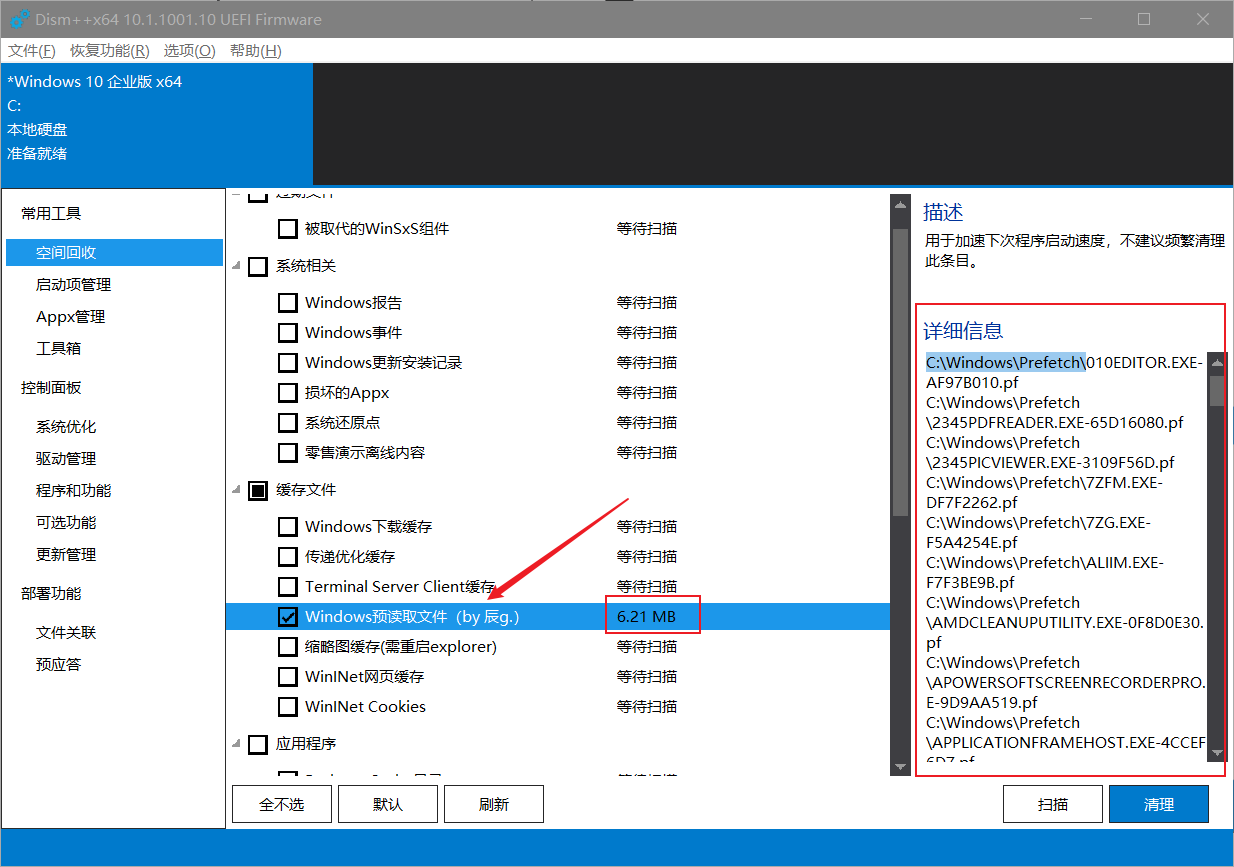 Dism++x64 10.1.1001.10 UEFI Firmware
文件(F) 恢复功能(R) 选项(O) 帮助(H)
*Windows 10 企业版 x64
C:
本地硬盘
准备就绪
常用工具
空间回收
启动项管理
Appx管理
工具箱
控制面板
系统优化
驱动管理
程序和功能
可选功能
更新管理
部署功能
文件关联
预应答
过期文件
被取代的WinSxS组件 等待扫描
系统相关
Windows报告 等待扫描
Windows事件 等待扫描
Windows更新安装记录 等待扫描
损坏的Appx 等待扫描
系统还原点 等待扫描
零售演示离线内容 等待扫描
缓存文件
Windows下载缓存 等待扫描
传递优化缓存 等待扫描
Terminal Server Client缓存 等待扫描
Windows预读取文件（by 辰g.） 6.21 MB
缩略图缓存(需重启explorer) 等待扫描
WinINet网页缓存 等待扫描
WinINet Cookies 等待扫描
应用程序
等待扫描
全不选 默认 刷新
描述
用于加速下次程序启动速度，不建议频繁清理
此条目。
详细信息
C:\Windows\Prefetch\010EDITOR.EXE-
AF97B010.pf
C:\Windows\Prefetch
\2345PDFREADER.EXE-65D16080.pf
C:\Windows\Prefetch
\2345PICVIEWER.EXE-3109F56D.pf
C:\Windows\Prefetch\7ZFM.EXE-
DF7F2262.pf
C:\Windows\Prefetch\7ZG.EXE-
F5A4254E.pf
C:\Windows\Prefetch\ALIIM.EXE-
F7F3BE9B.pf
C:\Windows\Prefetch
\AMDCLEANUPUTILITY.EXE-0F8D0E30.
pf
C:\Windows\Prefetch
\APOWERSOFTSCREENRECORDERPRO.
E-9D9AA519.pf
C:\Windows\Prefetch
\APPLICATIONFRAMEHOST.EXE-4CCEF
6D7.pf
扫描 清理